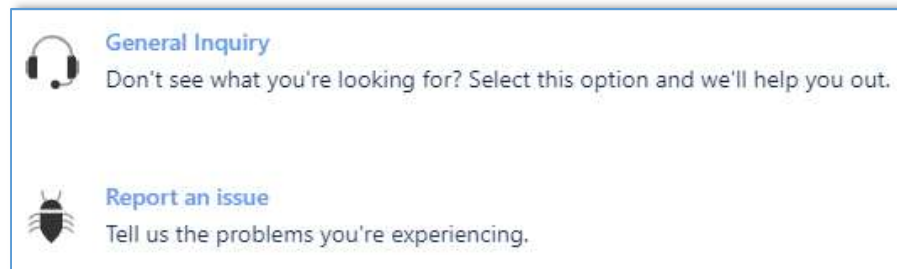 General Inquiry
Don't see what you're looking for? Select this option and we'll help you out.
Report an issue
Tell us the problems you're experiencing.